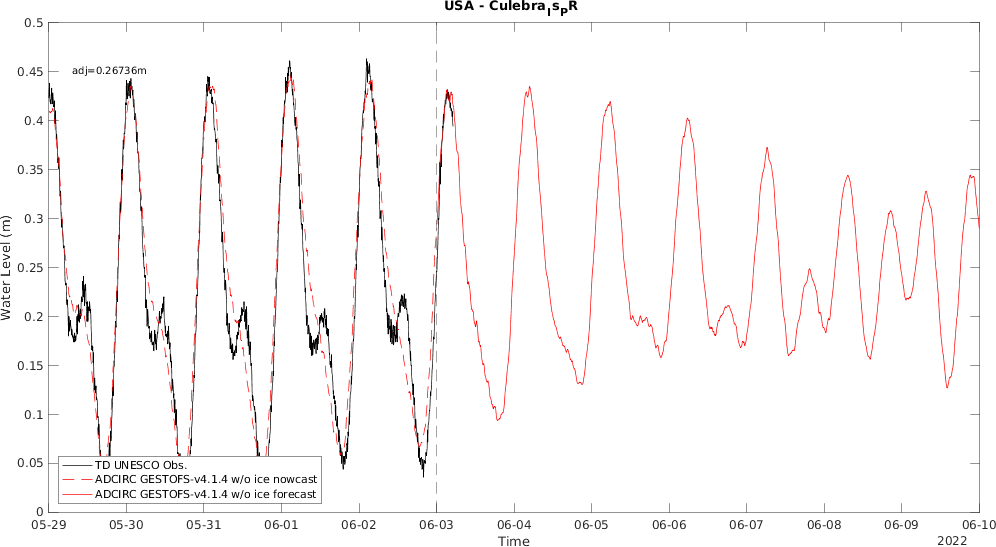 USA - CulebraIsPR
0.5
0.45
0.4
0.35
0.3
0.25
0.2
0.15
0.1
0.05
0
Water Level (m)
adj=0.26736m
TD UNESCO Obs.
ADCIRC GESTOFS-v4.1.4 w/o ice nowcast
ADCIRC GESTOFS-v4.1.4 w/o ice forecast
05-29 05-30 05-31 06-01 06-02 06-03 06-04 06-05 06-06 06-07 06-08 06-09 06-10
Time
2022